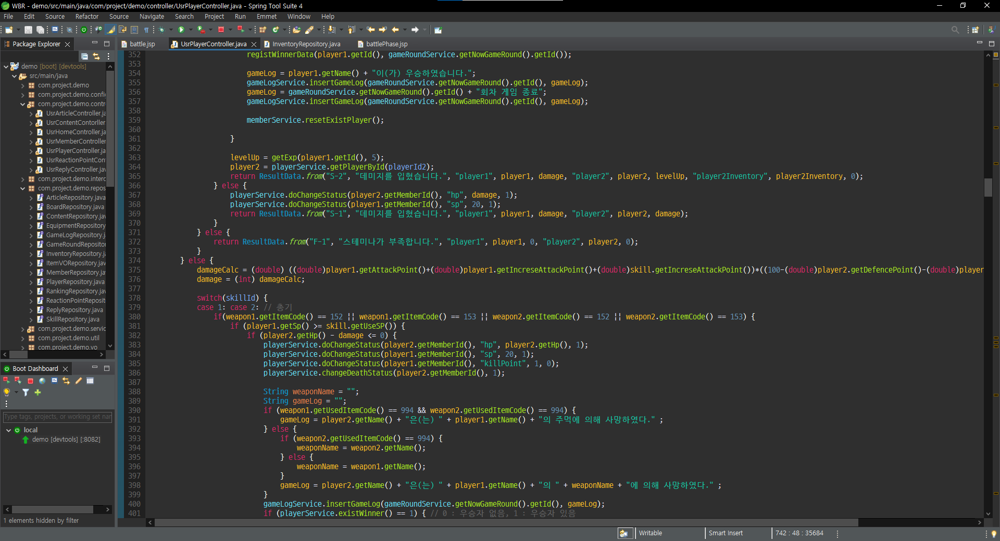 WBR - demo/src/main/java/com/project/demo/controller/UsrPlayerController.java - Spring Tool Suite 4
File Edit Source Refactor Source Navigate Search Project Run Emmet Window Help
Package Explorer
battle.jsp
UsrPlayerController.java
InventoryRepository.java
battlePhase.jsp
demo [boot] [devtools]
src/main/java
com.project.demo
com.project.demo.config
com.project.demo.contr
UsrArticleController.ja
UsrContentContorller
UsrHomeController.ja
UsrMemberController
UsrPlayerController.ja
UsrReactionPointCont
UsrReplyController.jav
com.project.demo.interc
com.project.demo.repos
ArticleRepository.java
BoardRepository.java
ContentRepository.jav
EquipmentRepository
GameLogRepository.j
GameRoundRepositor
InventoryRepository.ja
ItemVORepository.jav
MemberRepository.jav
PlayerRepository.java
RankingRepository.jav
ReactionPointReposit
ReplyRepository.java
SkillRepository.java
com.project.demo.servic
com.project.demo.util
com.project.demo.vo
Boot Dashboard
Type tags, projects, or working set nar
local
demo [devtools] [:8082]
1 elements hidden by filter
352 registWinnerData(player1.getId(), gameRoundService.getNowGameRound().getId());
353
354 gameLog = player1.getName() + "이(가) 우승하였습니다.";
355 gameLogService.insertGameLog(gameRoundService.getNowGameRound().getId(), gameLog);
356 gameLog = gameRoundService.getNowGameRound().getId() + "회차 게임 종료";
357 gameLogService.insertGameLog(gameRoundService.getNowGameRound().getId(), gameLog);
358
359 memberService.resetExistPlayer();
360
361 }
362
363 levelUp = getExp(player1.getId(), 5);
364 player2 = playerService.getPlayerById(playerId2);
365 return ResultData.from("S-2", "데미지를 입혔습니다.", "player1", player1, damage, "player2", player2, levelUp, "player2Inventory", player2Inventory, 0);
366 } else {
367 playerService.doChangeStatus(player2.getMemberId(), "hp", damage, 1);
368 playerService.doChangeStatus(player1.getMemberId(), "sp", 20, 1);
369 return ResultData.from("S-1", "데미지를 입혔습니다.", "player1", player1, damage, "player2", player2, damage);
370 }
371 } else {
372 return ResultData.from("F-1", "스테미나가 부족합니다.", "player1", player1, 0, "player2", player2, 0);
373 }
374 } else {
375 damageCalc = (double) ((double)player1.getAttackPoint()+(double)player1.getIncreseAttackPoint()+(double)skill.getIncreseAttackPoint())*((100-(double)player2.getDefencePoint()-(double)player
376 damage = (int) damageCalc;
377
378 switch(skillId) {
379 case 1: case 2: // 총기
380 if(weapon1.getItemCode() == 152 || weapon1.getItemCode() == 153 || weapon2.getItemCode() == 152 || weapon2.getItemCode() == 153) {
381 if (player1.getSp() >= skill.getUseSP()) {
382 if (player2.getHp() - damage <= 0) {
383 playerService.doChangeStatus(player2.getMemberId(), "hp", player2.getHp(), 1);
384 playerService.doChangeStatus(player1.getMemberId(), "sp", 20, 1);
385 playerService.doChangeStatus(player1.getMemberId(), "killPoint", 1, 0);
386 playerService.changeDeathStatus(player2.getMemberId(), 1);
387
388 String weaponName = "";
389 String gameLog = "";
390 if (weapon1.getUsedItemCode() == 994 && weapon2.getUsedItemCode() == 994) {
391 gameLog = player2.getName() + "은(는) " + player1.getName() + "의 주먹에 의해 사망하였다." ;
392 } else {
393 if (weapon2.getUsedItemCode() == 994) {
394 weaponName = weapon2.getName();
395 } else {
396 weaponName = weapon1.getName();
397 }
398 gameLog = player2.getName() + "은(는) " + player1.getName() + "의 " + weaponName + "에 의해 사망하였다." ;
399 }
400 gameLogService.insertGameLog(gameRoundService.getNowGameRound().getId(), gameLog);
401 if (playerService.existWinner() == 1) { // 0 : 우승자 없음, 1 : 우승자 있음
Writable
Smart Insert
742 : 48 : 35684